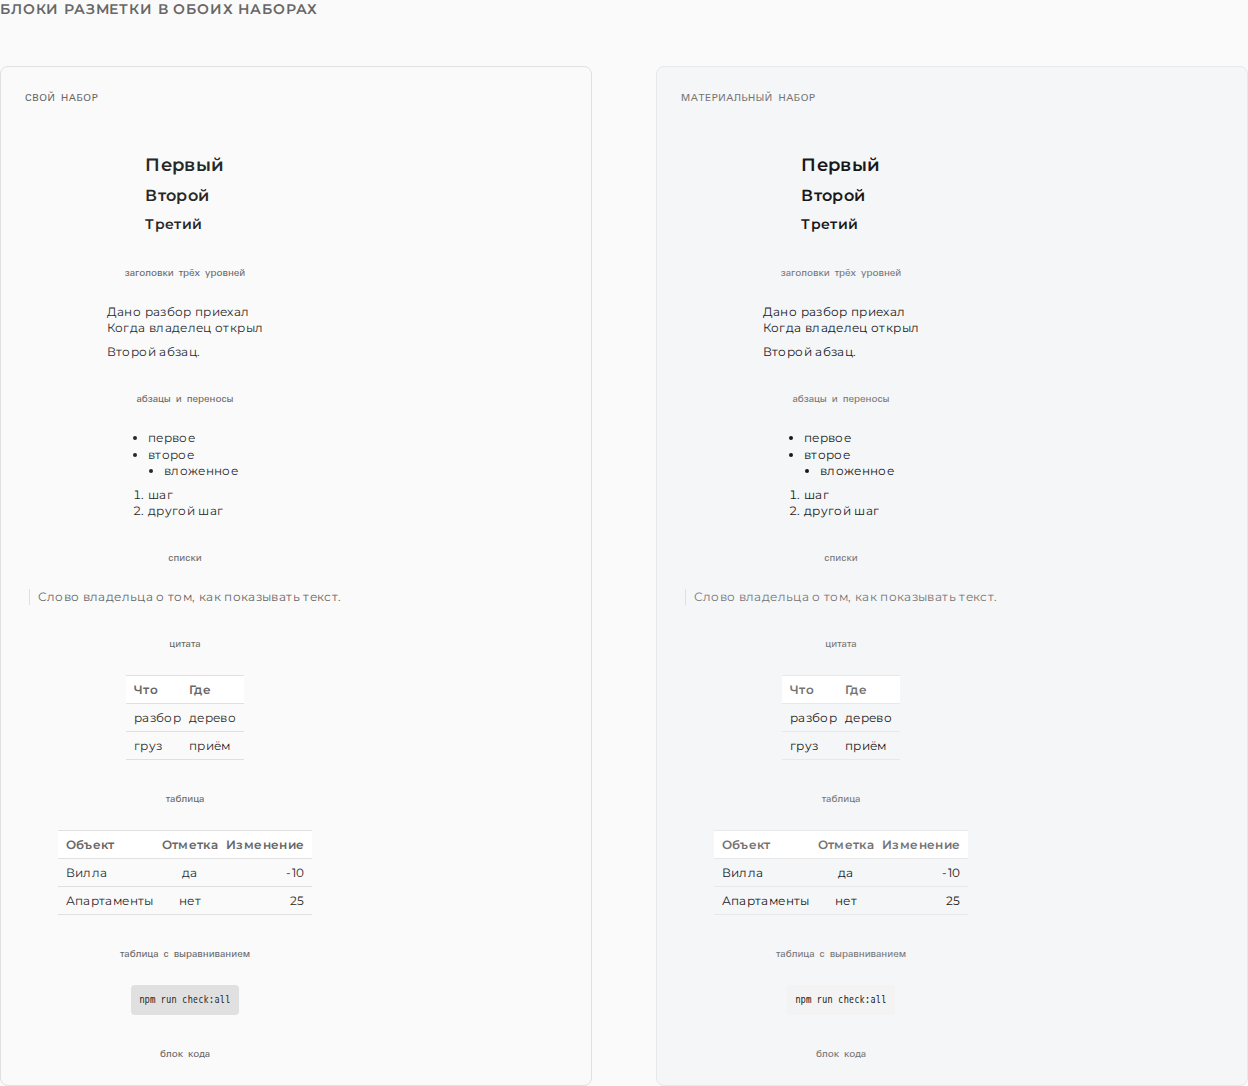 БЛОКИ РАЗМЕТКИ В ОБОИХ НАБОРАХ
СВОЙ НАБОР
Первый
Второй
Третий
заголовки трёх уровней
Дано разбор приехал
Когда владелец открыл
Второй абзац.
абзацы и переносы
• первое
• второе
• вложенное
1. шаг
2. другой шаг
списки
Слово владельца о том, как показывать текст.
цитата
Что Где
разбор дерево
груз приём
таблица
Объект Отметка Изменение
Вилла да -10
Апартаменты нет 25
таблица с выравниванием
npm run check:all
блок кода
МАТЕРИАЛЬНЫЙ НАБОР
Первый
Второй
Третий
заголовки трёх уровней
Дано разбор приехал
Когда владелец открыл
Второй абзац.
абзацы и переносы
• первое
• второе
• вложенное
1. шаг
2. другой шаг
списки
Слово владельца о том, как показывать текст.
цитата
Что Где
разбор дерево
груз приём
таблица
Объект Отметка Изменение
Вилла да -10
Апартаменты нет 25
таблица с выравниванием
npm run check:all
блок кода